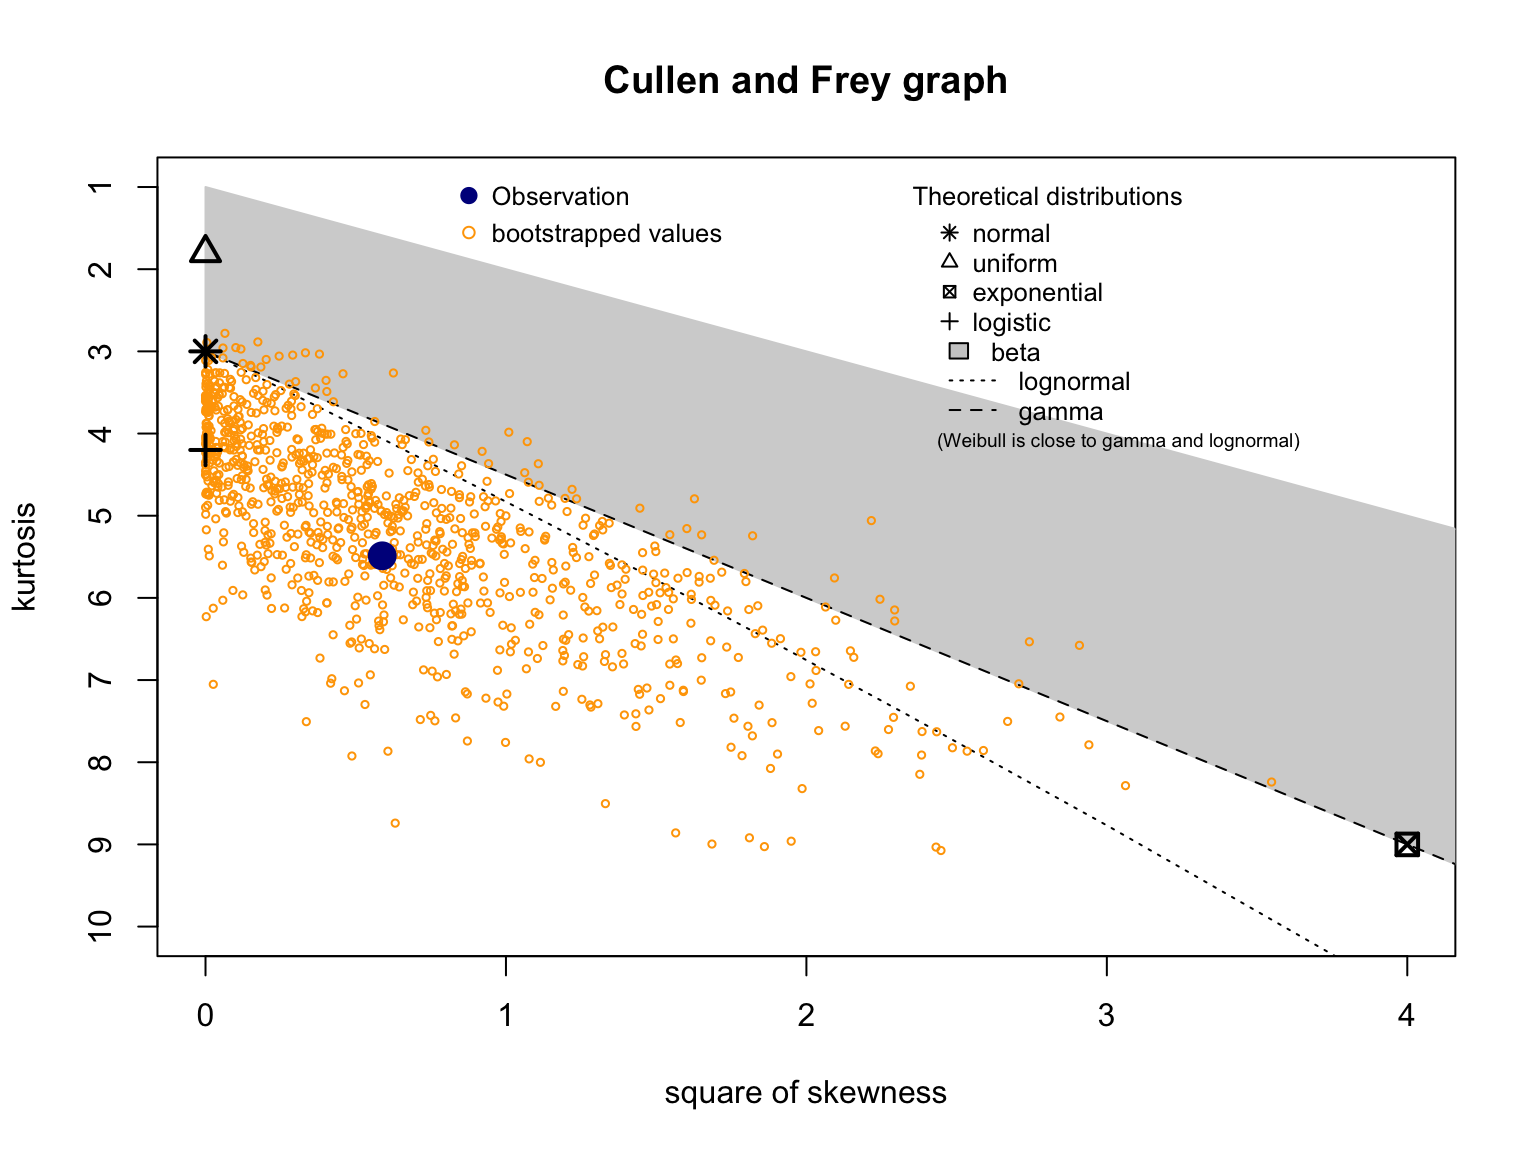 Cullen and Frey graph
Observation
bootstrapped values
Theoretical distributions
normal
uniform
exponential
logistic
beta
lognormal
gamma
(Weibull is close to gamma and lognormal)
kurtosis
1
2
3
4
5
6
7
8
9
10
0
1
2
3
4
square of skewness